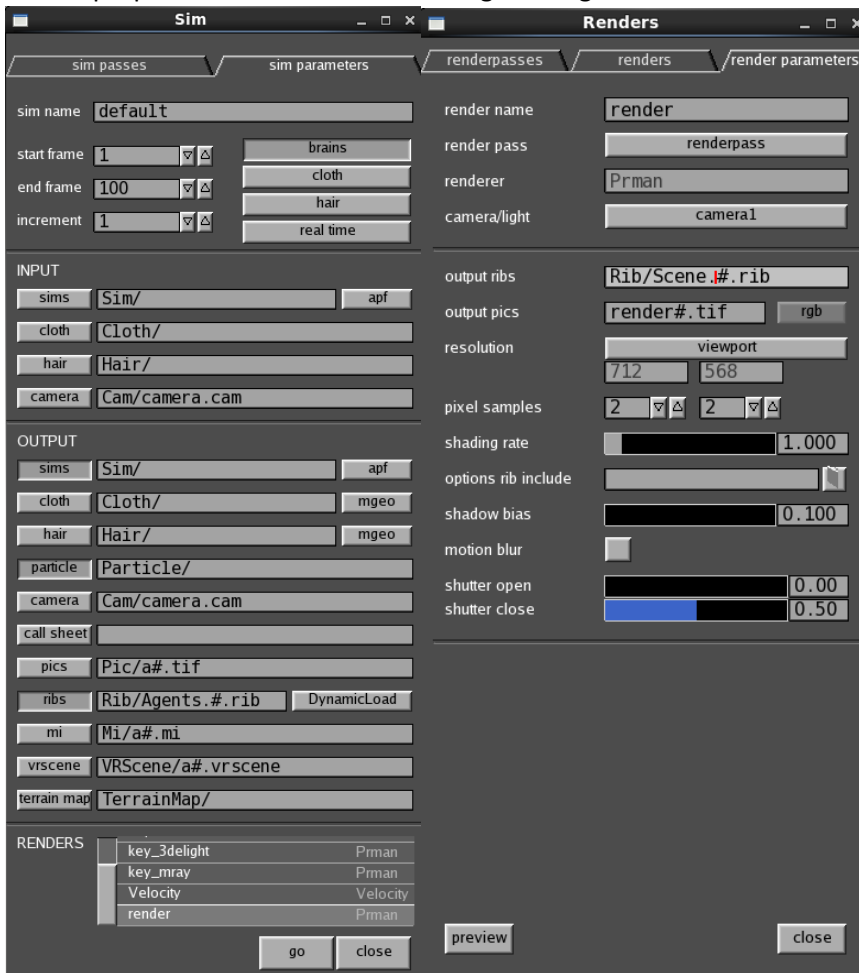 Sim
sim passes
sim parameters
sim name default
start frame 1
brains
end frame 100
cloth
increment 1
hair
real time
INPUT
sims Sim/ apf
cloth Cloth/
hair Hair/
camera Cam/camera.cam
OUTPUT
sims Sim/ apf
cloth Cloth/ mgeo
hair Hair/ mgeo
particle Particle/
camera Cam/camera.cam
call sheet
pics Pic/a#.tif
ribs Rib/Agents.#.rib DynamicLoad
mi Mi/a#.mi
vrscene VRScene/a#.vrscene
terrain map TerrainMap/
RENDERS
key_3delight Prman
key_mray Prman
Velocity Velocity
render Prman
go close
Renders
renderpasses
renders
render parameters
render name render
render pass renderpass
renderer Prman
camera/light camera1
output ribs Rib/Scene.#.rib
output pics render#.tif rgb
resolution viewport
712 568
pixel samples 2 2
shading rate 1.000
options rib include
shadow bias 0.100
motion blur
shutter open 0.00
shutter close 0.50
preview close